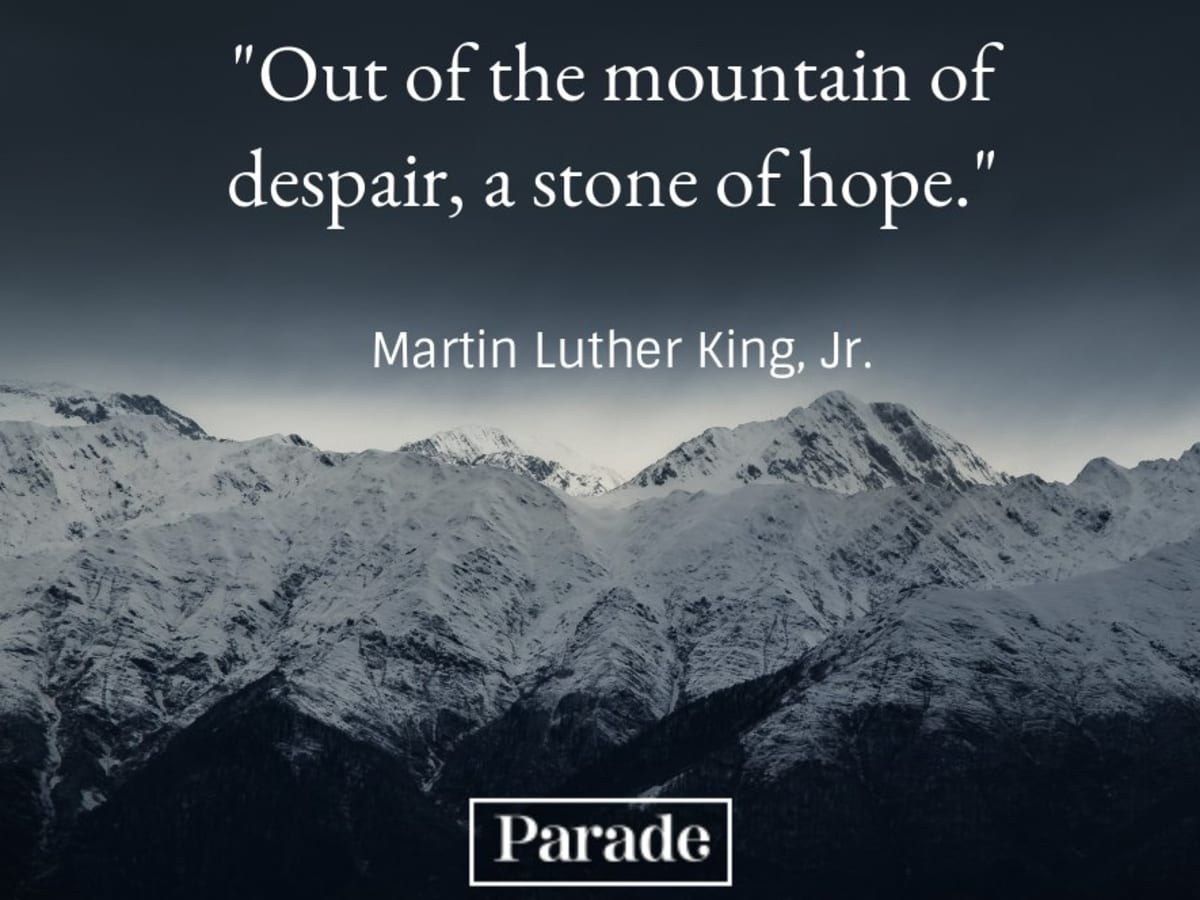 "Out of the mountain of
despair, a stone of hope."
Martin Luther King, Jr.
Parade